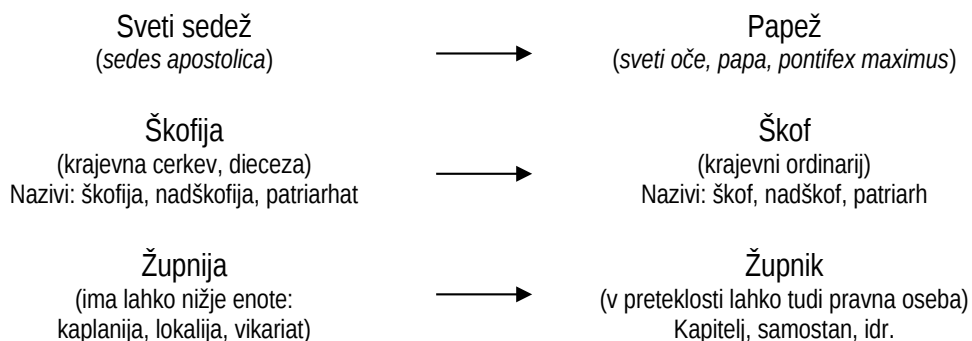 Sveti sedež
(sedes apostolica)
Papež
(sveti oče, papa, pontifex maximus)
Škofija
(krajevna cerkev, dieceza)
Nazivi: škofija, nadškofija, patriarhat
Škof
(krajevni ordinarij)
Nazivi: škof, nadškof, patriarh
Župnija
(ima lahko nižje enote:
kaplanija, lokalija, vikariat)
Župnik
(v preteklosti lahko tudi pravna oseba)
Kapitelj, samostan, idr.